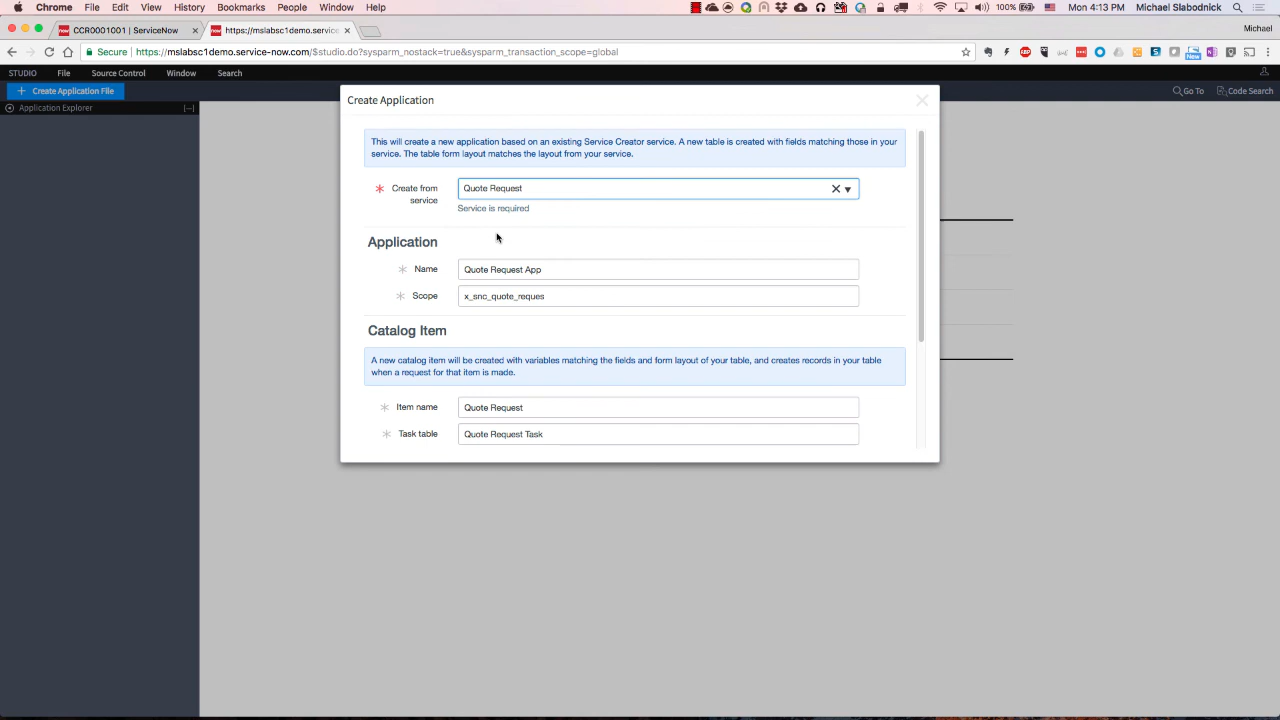 Chrome File Edit View History Bookmarks People Window Help
100% Mon 4:13 PM Michael Slabodnick
CCR0001001 | ServiceNow
https://mslabsc1demo.service
Michael
Secure https://mslabsc1demo.service-now.com/$studio.do?sysparm_nostack=true&sysparm_transaction_scope=global
STUDIO File Source Control Window Search
+ Create Application File
Go To
Code Search
Application Explorer
Create Application
This will create a new application based on an existing Service Creator service. A new table is created with fields matching those in your
service. The table form layout matches the layout from your service.
Create from
service
Quote Request
Service is required
Application
Name
Quote Request App
Scope
x_snc_quote_reques
Catalog Item
A new catalog item will be created with variables matching the fields and form layout of your table, and creates records in your table
when a request for that item is made.
Item name
Quote Request
Task table
Quote Request Task